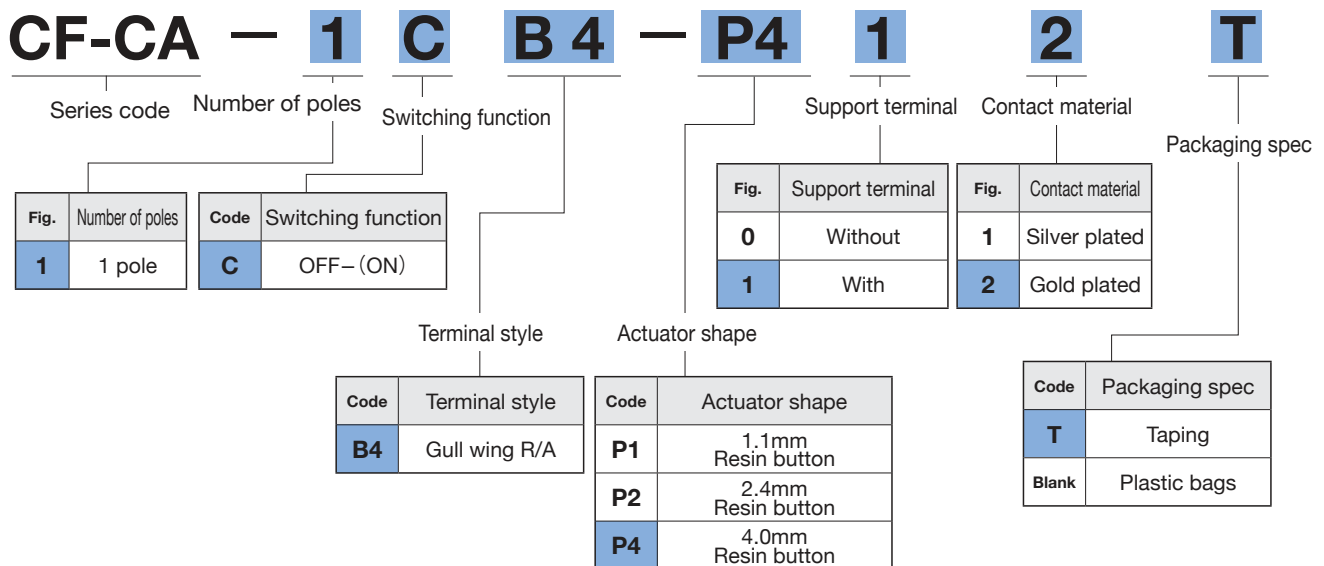 CF-CA — 1 C B 4 — P4 1 2 T
Series code
Number of poles
Switching function
Support terminal
Contact material
Packaging spec
Fig. Number of poles
1 1 pole
Code Switching function
C OFF–(ON)
Fig. Support terminal
0 Without
1 With
Fig. Contact material
1 Silver plated
2 Gold plated
Terminal style
Actuator shape
Code Terminal style
B4 Gull wing R/A
Code Actuator shape
P1 1.1mm
Resin button
P2 2.4mm
Resin button
P4 4.0mm
Resin button
Code Packaging spec
T Taping
Blank Plastic bags